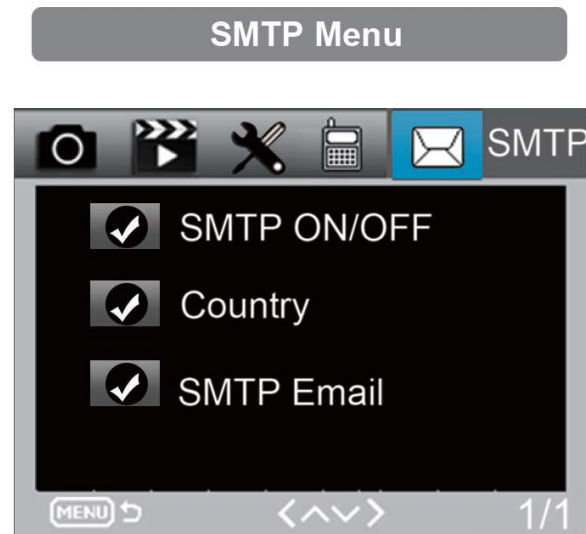 SMTP Menu
SMTP
SMTP ON/OFF
Country
SMTP Email
MENU 1/1